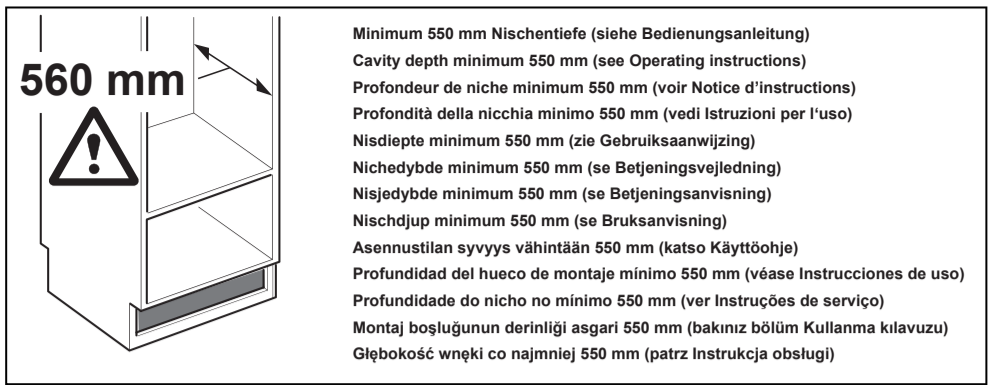 560 mm
Minimum 550 mm Nischentiefe (siehe Bedienungsanleitung)
Cavity depth minimum 550 mm (see Operating instructions)
Profondeur de niche minimum 550 mm (voir Notice d’instructions)
Profondità della nicchia minimo 550 mm (vedi Istruzioni per l‘uso)
Nisdiepte minimum 550 mm (zie Gebruiksaanwijzing)
Nichedybde minimum 550 mm (se Betjeningsvejledning)
Nisjedybde minimum 550 mm (se Betjeningsanvisning)
Nischdjup minimum 550 mm (se Bruksanvisning)
Asennustilan syvyys vähintään 550 mm (katso Käyttöohje)
Profundidad del hueco de montaje mínimo 550 mm (véase Instrucciones de uso)
Profundidade do nicho no mínimo 550 mm (ver Instruções de serviço)
Montaj boşluğunun derinliği asgari 550 mm (bakınız bölüm Kullanma kılavuzu)
Głębokość wnęki co najmniej 550 mm (patrz Instrukcja obsługi)